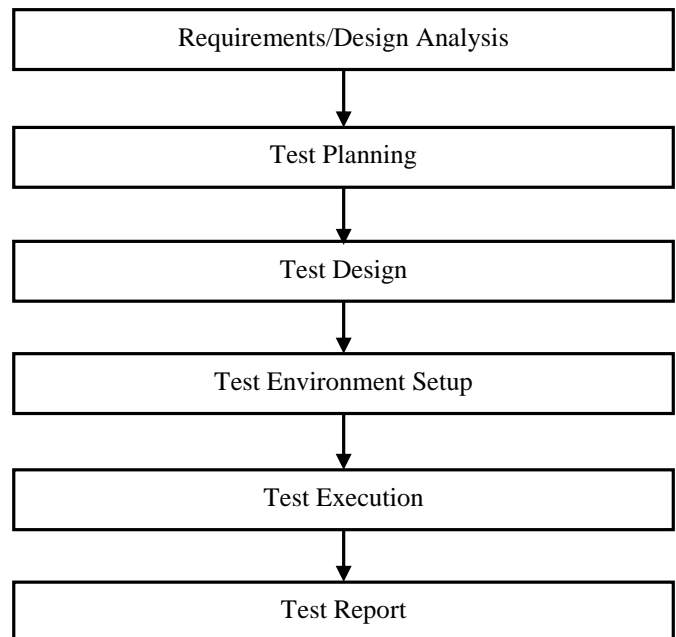 Requirements/Design Analysis
Test Planning
Test Design
Test Environment Setup
Test Execution
Test Report